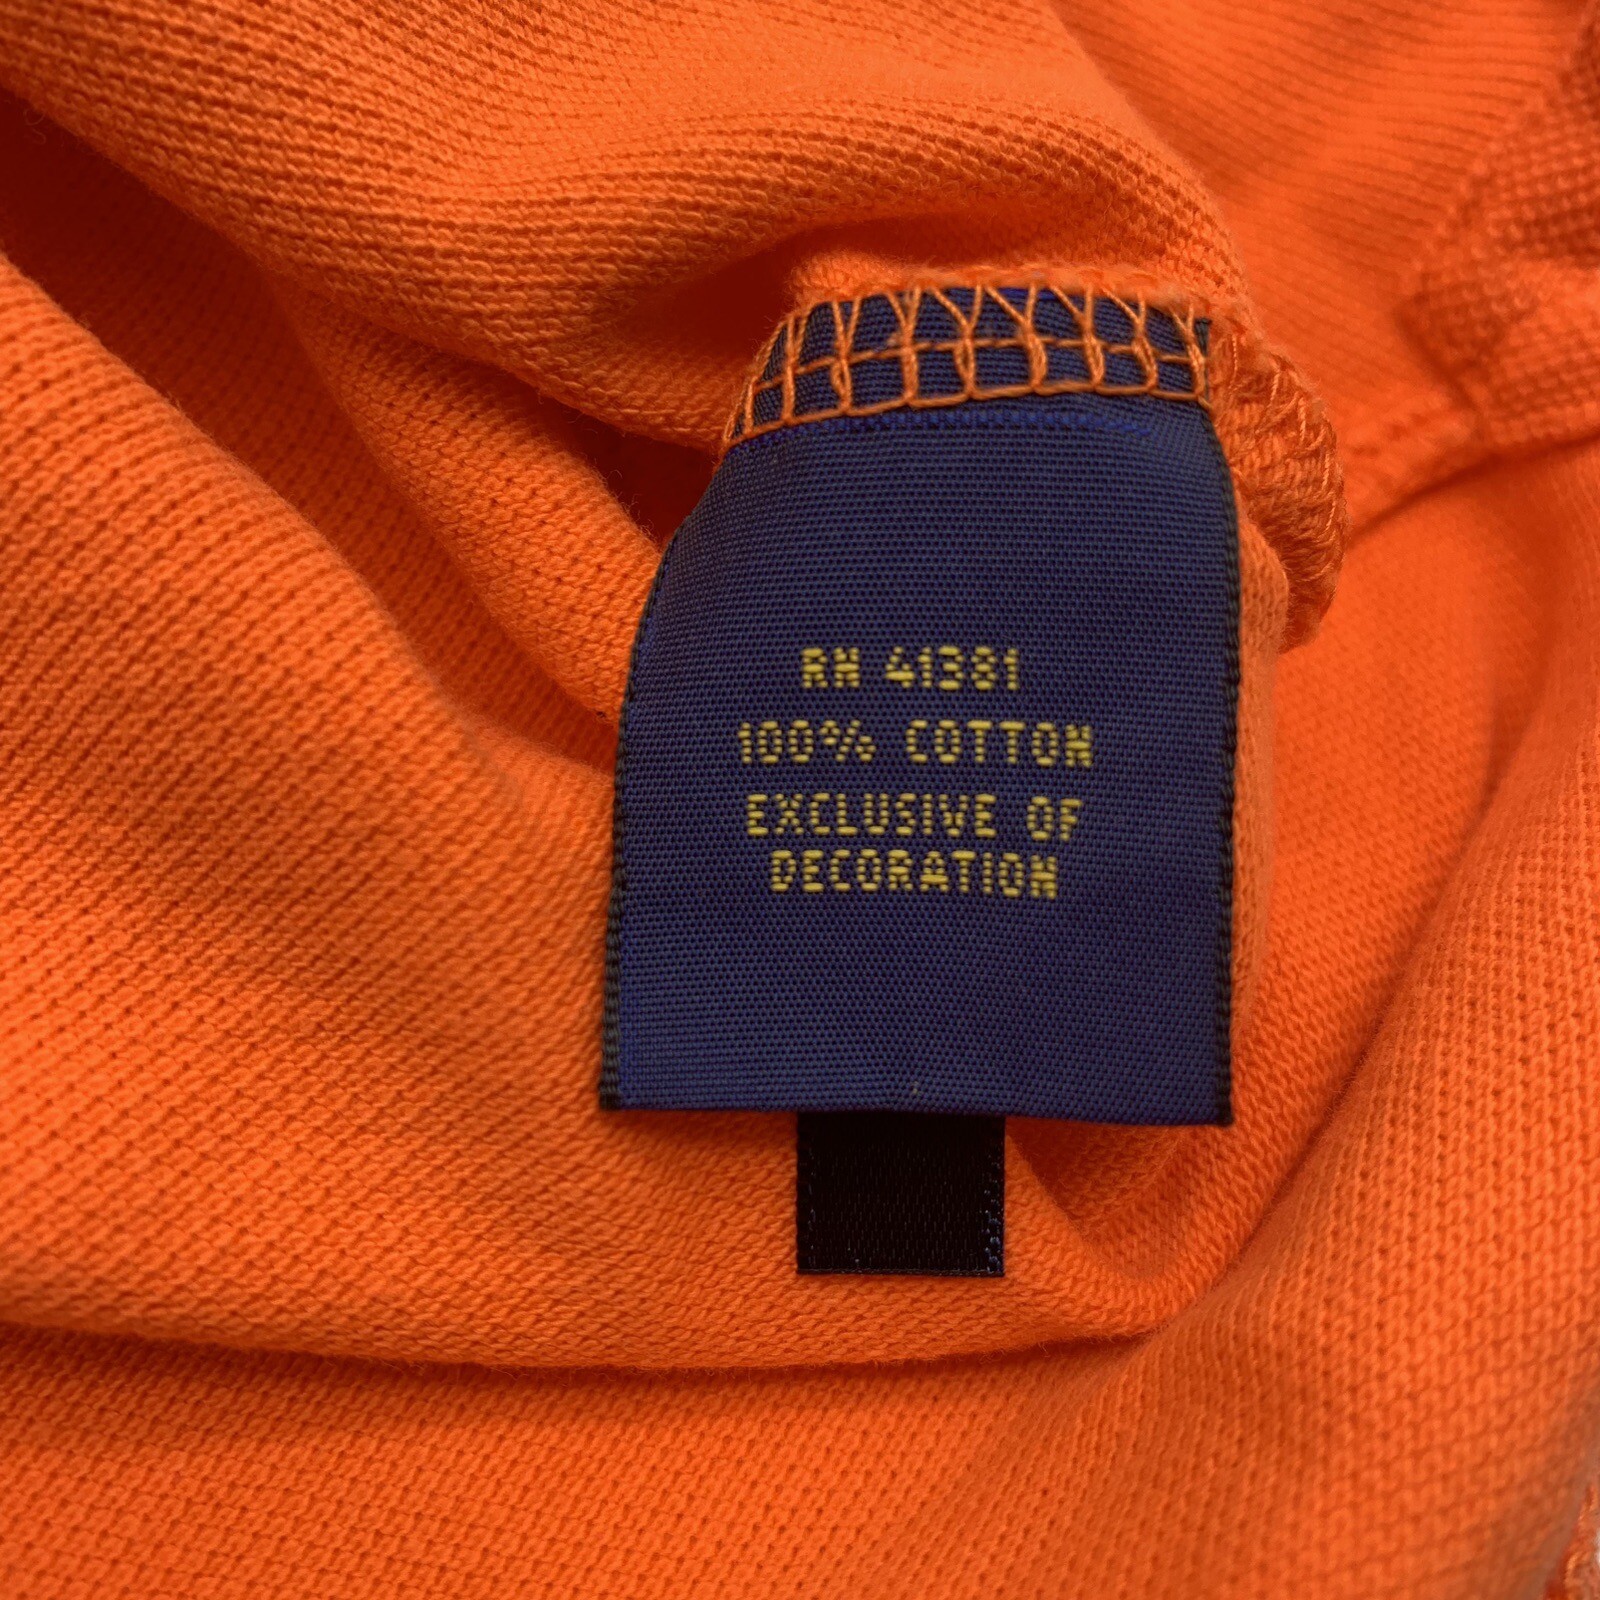 RN 41381
100% COTTON
EXCLUSIVE OF
DECORATION